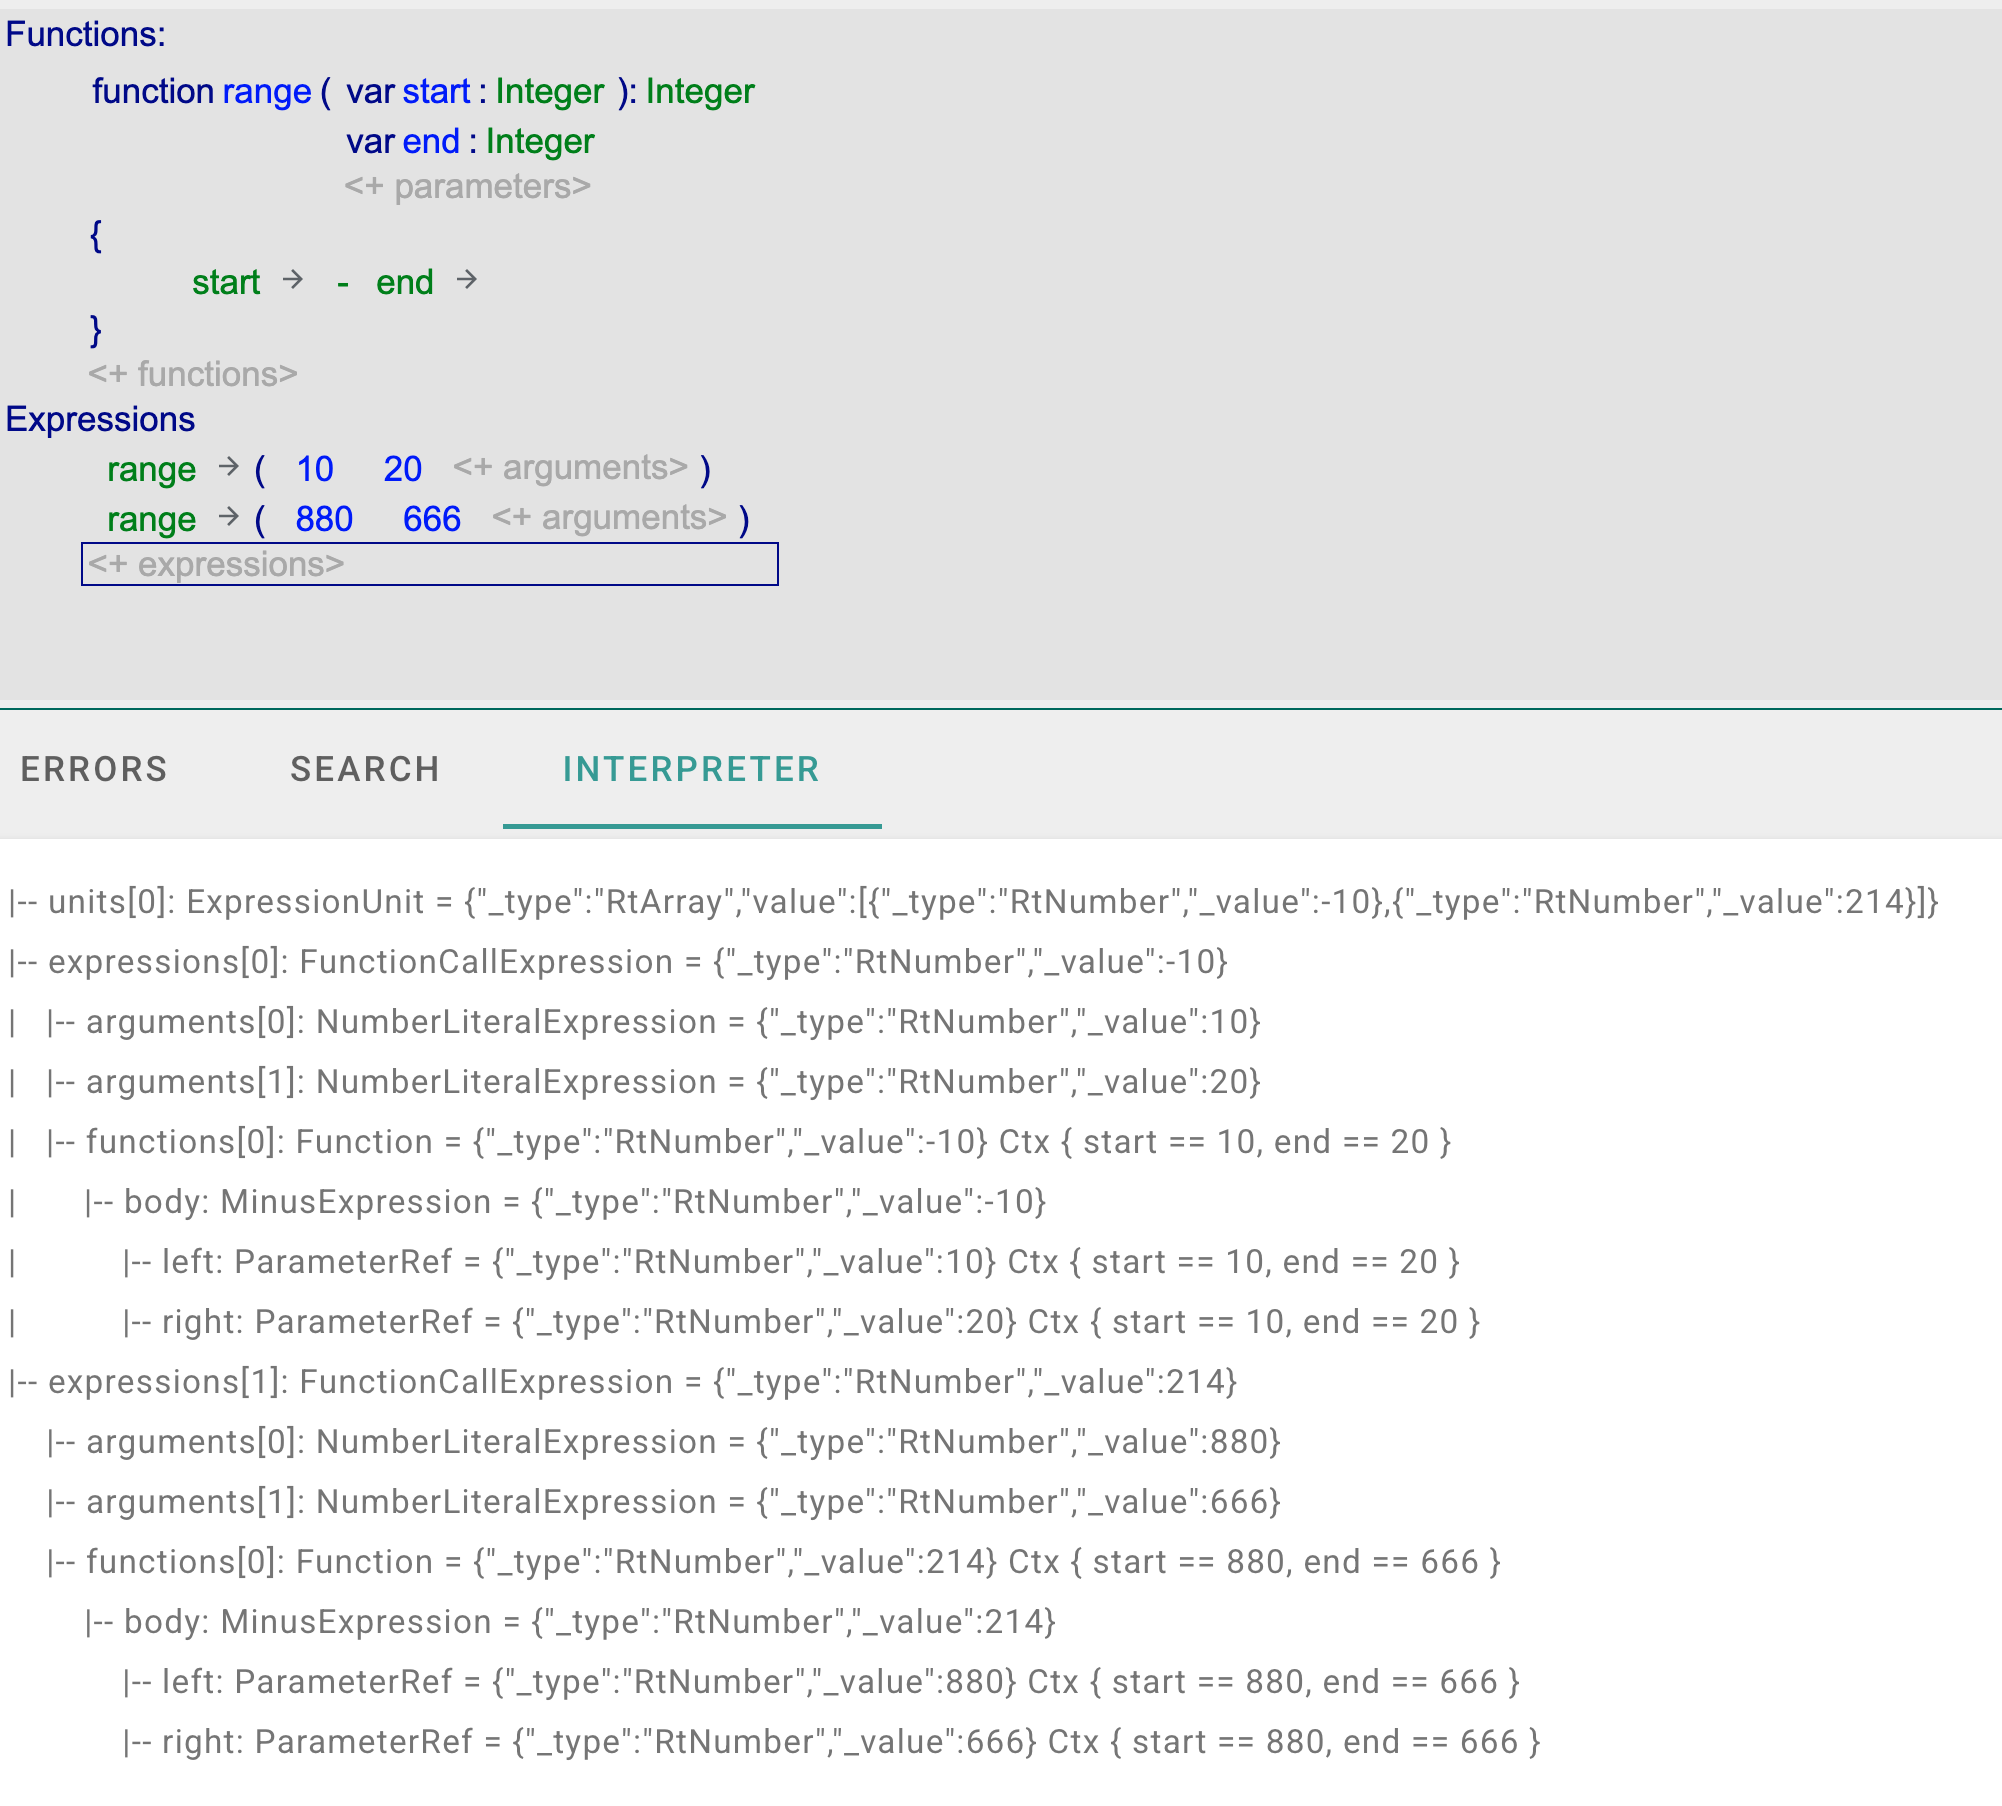 Functions:
function range ( var start : Integer ): Integer
var end : Integer
<+ parameters>
{
start → - end →
}
<+ functions>
Expressions
range → ( 10 20 <+ arguments> )
range → ( 880 666 <+ arguments> )
<+ expressions>
ERRORS SEARCH INTERPRETER
|-- units[0]: ExpressionUnit = {"_type":"RtArray","value":[{"_type":"RtNumber","_value":-10},{"_type":"RtNumber","_value":214}]}
|-- expressions[0]: FunctionCallExpression = {"_type":"RtNumber","_value":-10}
| |-- arguments[0]: NumberLiteralExpression = {"_type":"RtNumber","_value":10}
| |-- arguments[1]: NumberLiteralExpression = {"_type":"RtNumber","_value":20}
| |-- functions[0]: Function = {"_type":"RtNumber","_value":-10} Ctx { start == 10, end == 20 }
| |-- body: MinusExpression = {"_type":"RtNumber","_value":-10}
| |-- left: ParameterRef = {"_type":"RtNumber","_value":10} Ctx { start == 10, end == 20 }
| |-- right: ParameterRef = {"_type":"RtNumber","_value":20} Ctx { start == 10, end == 20 }
|-- expressions[1]: FunctionCallExpression = {"_type":"RtNumber","_value":214}
|-- arguments[0]: NumberLiteralExpression = {"_type":"RtNumber","_value":880}
|-- arguments[1]: NumberLiteralExpression = {"_type":"RtNumber","_value":666}
|-- functions[0]: Function = {"_type":"RtNumber","_value":214} Ctx { start == 880, end == 666 }
|-- body: MinusExpression = {"_type":"RtNumber","_value":214}
|-- left: ParameterRef = {"_type":"RtNumber","_value":880} Ctx { start == 880, end == 666 }
|-- right: ParameterRef = {"_type":"RtNumber","_value":666} Ctx { start == 880, end == 666 }